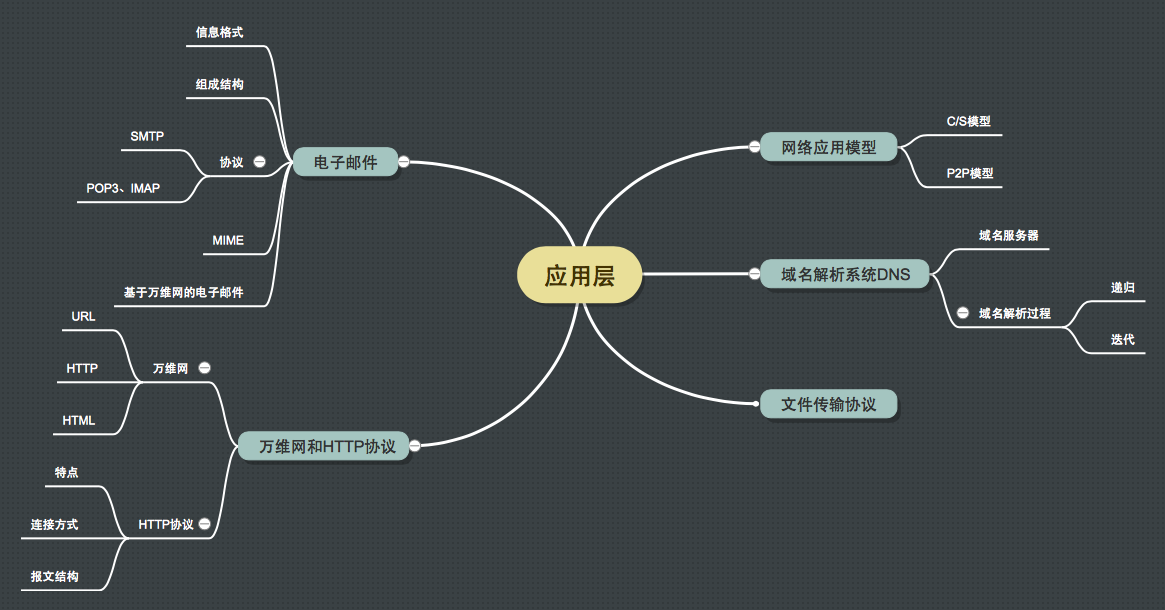 应用层
网络应用模型
C/S模型
P2P模型
域名解析系统DNS
域名服务器
域名解析过程
递归
迭代
文件传输协议
电子邮件
信息格式
组成结构
协议
SMTP
POP3、IMAP
MIME
基于万维网的电子邮件
万维网和HTTP协议
万维网
URL
HTTP
HTML
HTTP协议
特点
连接方式
报文结构